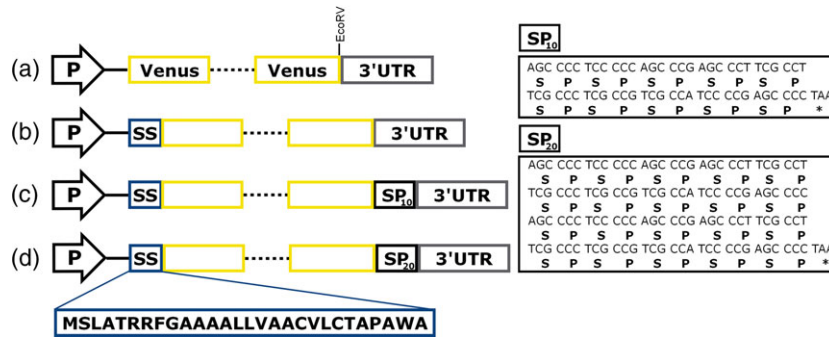 EcoRV
(a) P Venus Venus 3'UTR
(b) P SS 3'UTR
(c) P SS SP10 3'UTR
(d) P SS SP20 3'UTR
MSLATRRFGAAAALLVAACVLCTAPAWA
SP10
AGC CCC TCC CCC AGC CCG AGC CCT TCG CCT
S P S P S P S P
TCG CCC TCG CCG TCG CCA TCC CCG AGC CCC TAA
S P S P S P S P *
SP20
AGC CCC TCC CCC AGC CCG AGC CCT TCG CCT
S P S P S P S P
TCG CCC TCG CCG TCG CCA TCC CCG AGC CCC
S P S P S P S P
AGC CCC TCC CCC AGC CCG AGC CCT TCG CCT
S P S P S P S P
TCG CCC TCG CCG TCG CCA TCC CCG AGC CCC TAA
S P S P S P S P *